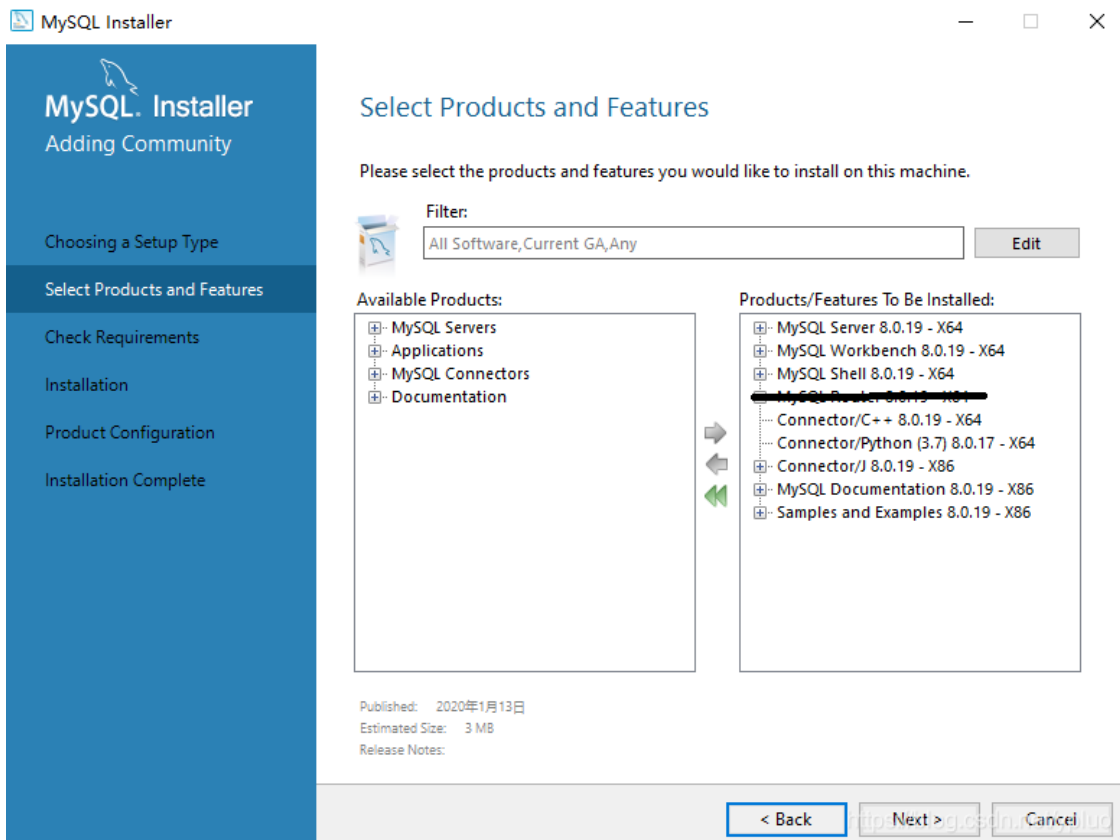 MySQL Installer
MySQL. Installer
Adding Community
Choosing a Setup Type
Select Products and Features
Check Requirements
Installation
Product Configuration
Installation Complete
Select Products and Features
Please select the products and features you would like to install on this machine.
Filter:
All Software,Current GA,Any
Edit
Available Products:
MySQL Servers
Applications
MySQL Connectors
Documentation
Products/Features To Be Installed:
MySQL Server 8.0.19 - X64
MySQL Workbench 8.0.19 - X64
MySQL Shell 8.0.19 - X64
MySQL Router 8.0.19 - X64
Connector/C++ 8.0.19 - X64
Connector/Python (3.7) 8.0.17 - X64
Connector/J 8.0.19 - X86
MySQL Documentation 8.0.19 - X86
Samples and Examples 8.0.19 - X86
Published: 2020年1月13日
Estimated Size: 3 MB
Release Notes:
< Back
Next >
Cancel